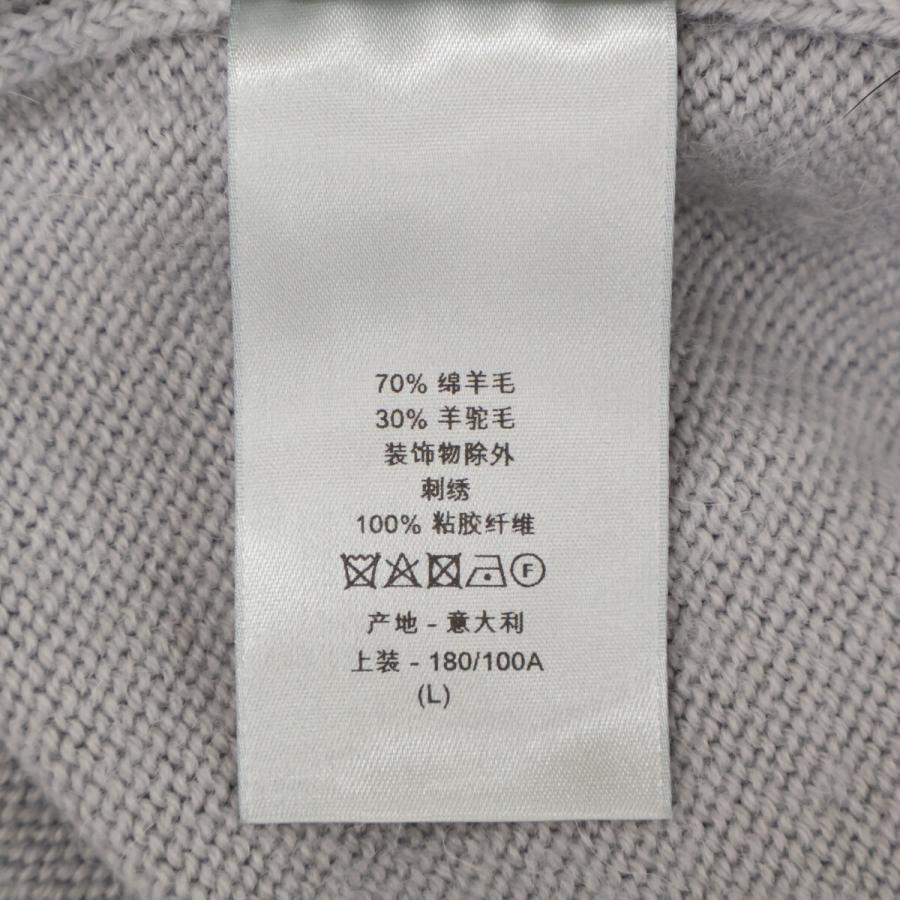 70% 绵羊毛
30% 羊驼毛
装饰物除外
刺绣
100% 粘胶纤维
F
产地 - 意大利
上装 - 180/100A
(L)